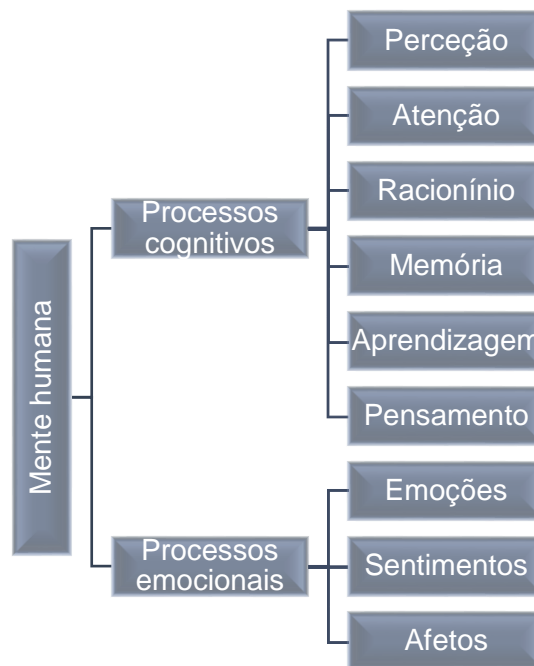 Mente humana
Processos
cognitivos
Perceção
Atenção
Racionínio
Memória
Aprendizagem
Pensamento
Processos
emocionais
Emoções
Sentimentos
Afetos